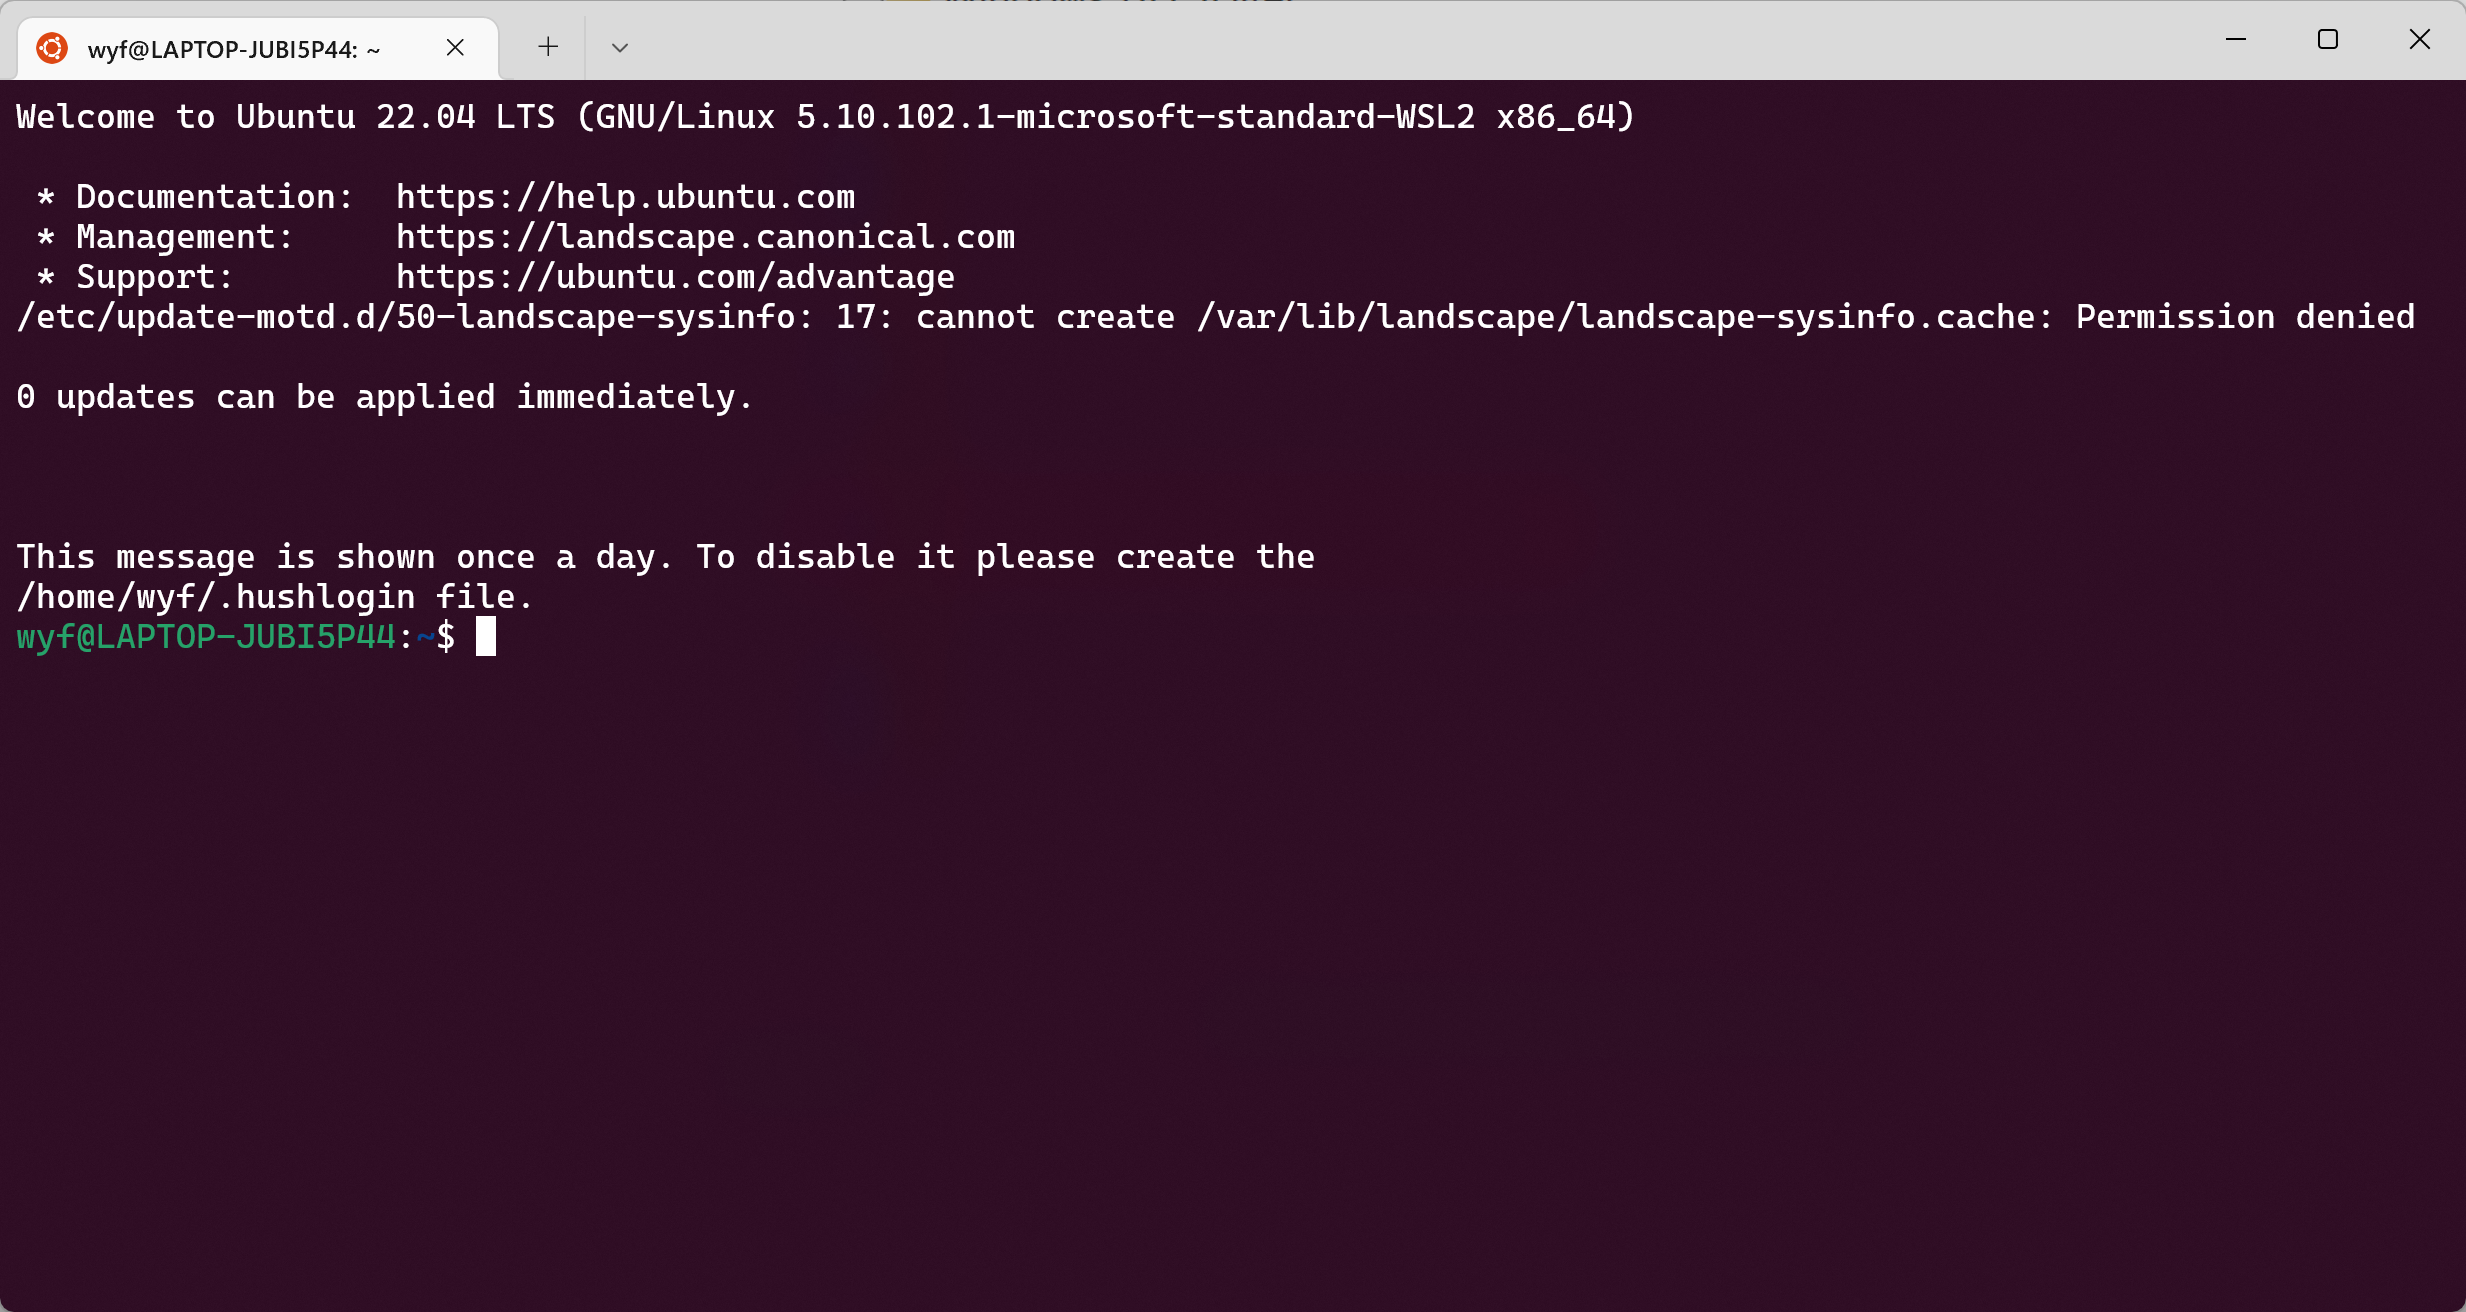 wyf@LAPTOP-JUBI5P44: ~
Welcome to Ubuntu 22.04 LTS (GNU/Linux 5.10.102.1-microsoft-standard-WSL2 x86_64)
* Documentation:  https://help.ubuntu.com
* Management:     https://landscape.canonical.com
* Support:        https://ubuntu.com/advantage
/etc/update-motd.d/50-landscape-sysinfo: 17: cannot create /var/lib/landscape/landscape-sysinfo.cache: Permission denied
0 updates can be applied immediately.
This message is shown once a day. To disable it please create the
/home/wyf/.hushlogin file.
wyf@LAPTOP-JUBI5P44:~$